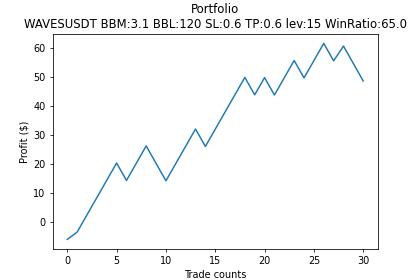 Portfolio
WAVESUSDT BBM:3.1 BBL:120 SL:0.6 TP:0.6 lev:15 WinRatio:65.0
Profit ($)
60
50
40
30
20
10
0
0 5 10 15 20 25 30
Trade counts